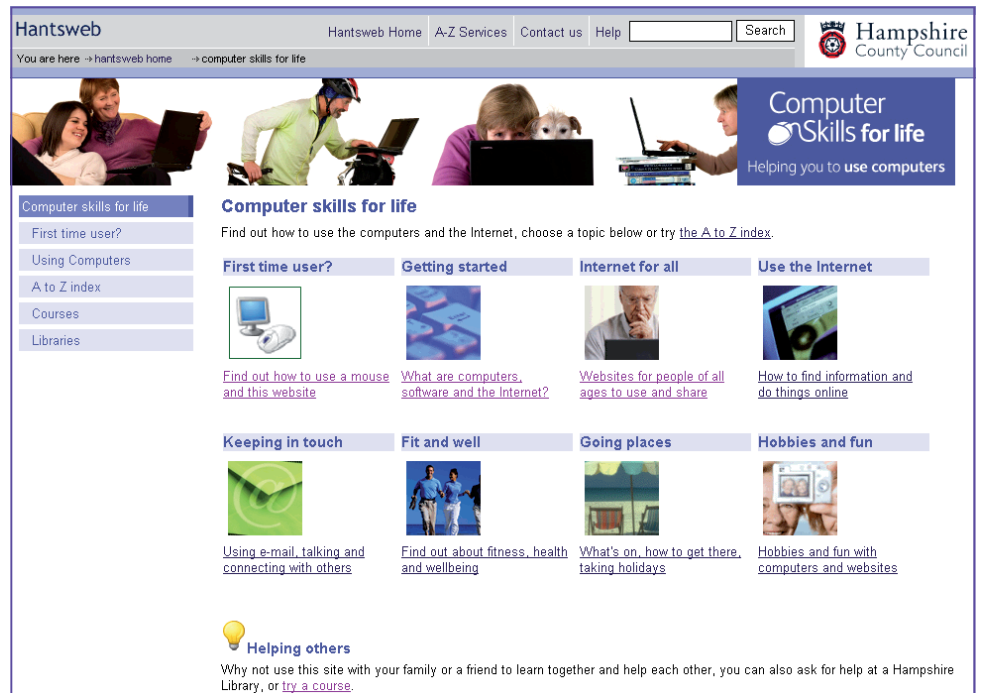 Hantsweb
Hantsweb Home A-Z Services Contact us Help Search
Hampshire
County Council
You are here hantsweb home computer skills for life
Computer
Skills for life
Helping you to use computers
Computer skills for life
First time user?
Using Computers
A to Z index
Courses
Libraries
Computer skills for life
Find out how to use the computers and the Internet, choose a topic below or try the A to Z index.
First time user?
Find out how to use a mouse
and this website
Getting started
What are computers,
software and the Internet?
Internet for all
Websites for people of all
ages to use and share
Use the Internet
How to find information and
do things online
Keeping in touch
@
Using e-mail, talking and
connecting with others
Fit and well
Find out about fitness, health
and wellbeing
Going places
What's on, how to get there,
taking holidays
Hobbies and fun
Hobbies and fun with
computers and websites
Helping others
Why not use this site with your family or a friend to learn together and help each other, you can also ask for help at a Hampshire
Library, or try a course.